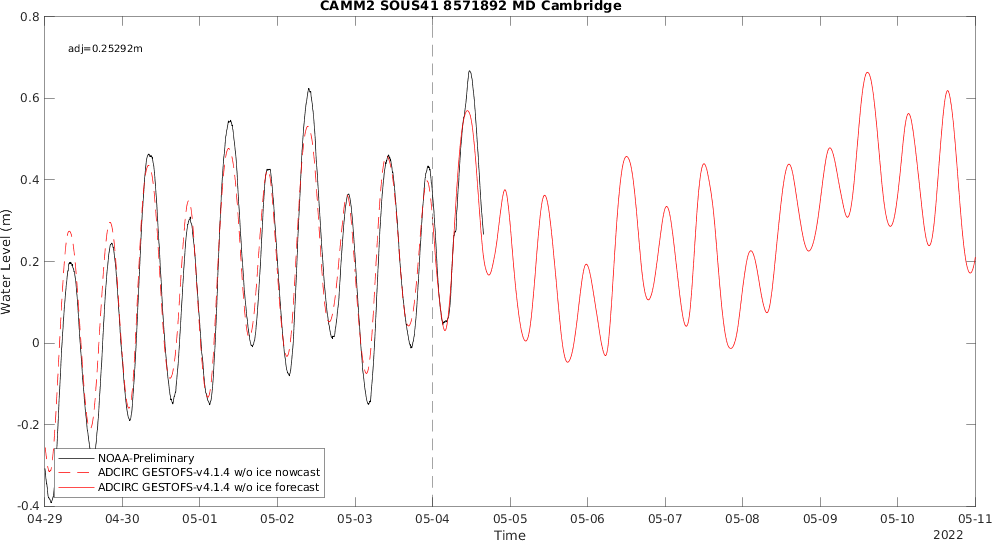 CAMM2 SOUS41 8571892 MD Cambridge
adj=0.25292m
0.8
0.6
0.4
0.2
0
-0.2
-0.4
Water Level (m)
NOAA-Preliminary
ADCIRC GESTOFS-v4.1.4 w/o ice nowcast
ADCIRC GESTOFS-v4.1.4 w/o ice forecast
04-29 04-30 05-01 05-02 05-03 05-04 05-05 05-06 05-07 05-08 05-09 05-10 05-11
Time
2022